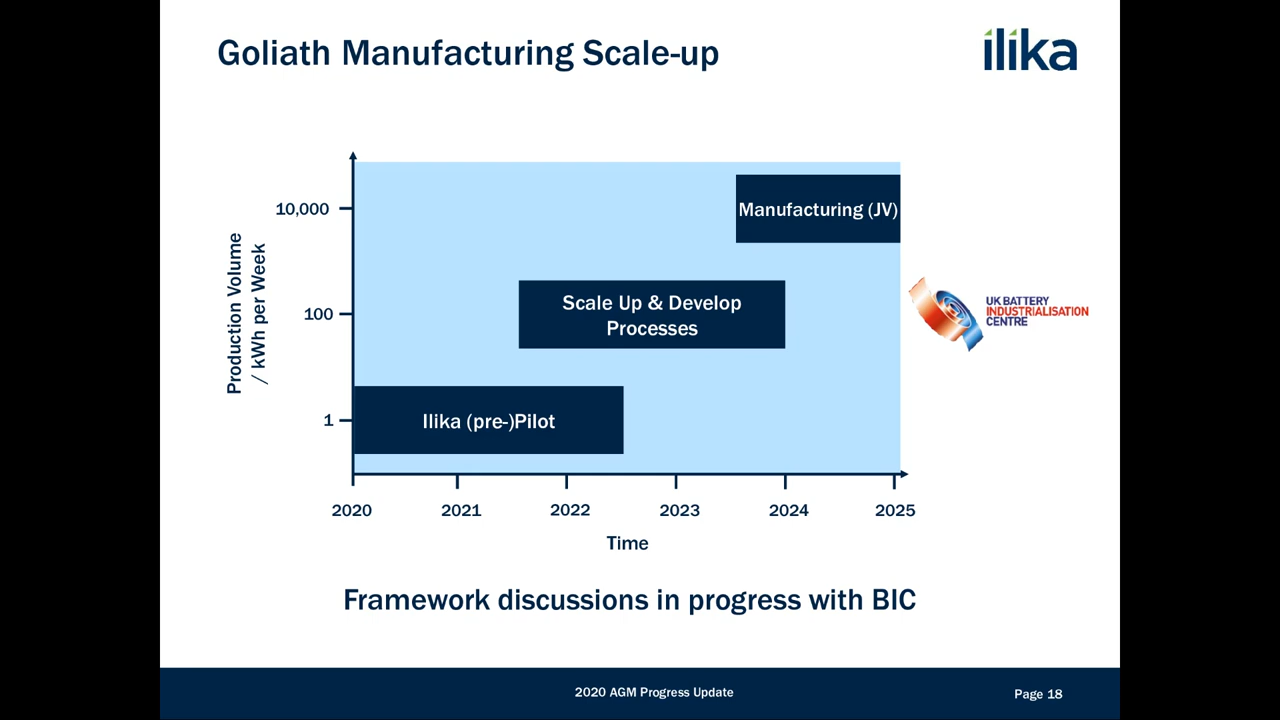 Goliath Manufacturing Scale-up
ilika
Production Volume
/ kWh per Week
10,000
100
1
Manufacturing (JV)
Scale Up & Develop
Processes
Ilika (pre-)Pilot
UK BATTERY
INDUSTRIALISATION
CENTRE
2020
2021
2022
2023
2024
2025
Time
Framework discussions in progress with BIC
2020 AGM Progress Update
Page 18